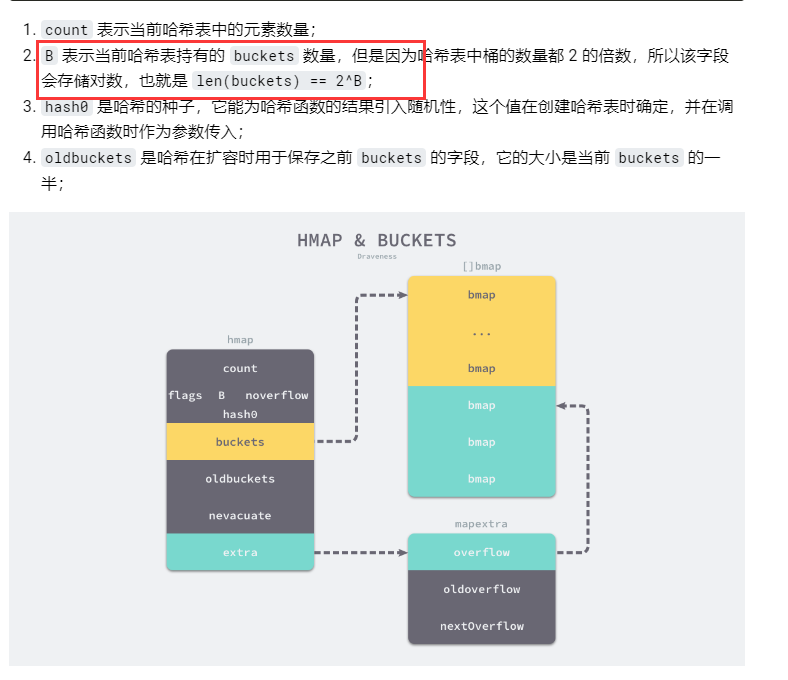 1. count 表示当前哈希表中的元素数量；
2. B 表示当前哈希表持有的 buckets 数量，但是因为哈希表中桶的数量都 2 的倍数，所以该字段
会存储对数，也就是 len(buckets) == 2^B；
3. hash0 是哈希的种子，它能为哈希函数的结果引入随机性，这个值在创建哈希表时确定，并在调
用哈希函数时作为参数传入；
4. oldbuckets 是哈希在扩容时用于保存之前 buckets 的字段，它的大小是当前 buckets 的一
半；
HMAP & BUCKETS
Draveness
[]bmap
bmap
...
bmap
bmap
bmap
bmap
hmap
count
flags B noverflow
hash0
buckets
oldbuckets
nevacuate
extra
mapextra
overflow
oldoverflow
nextOverflow